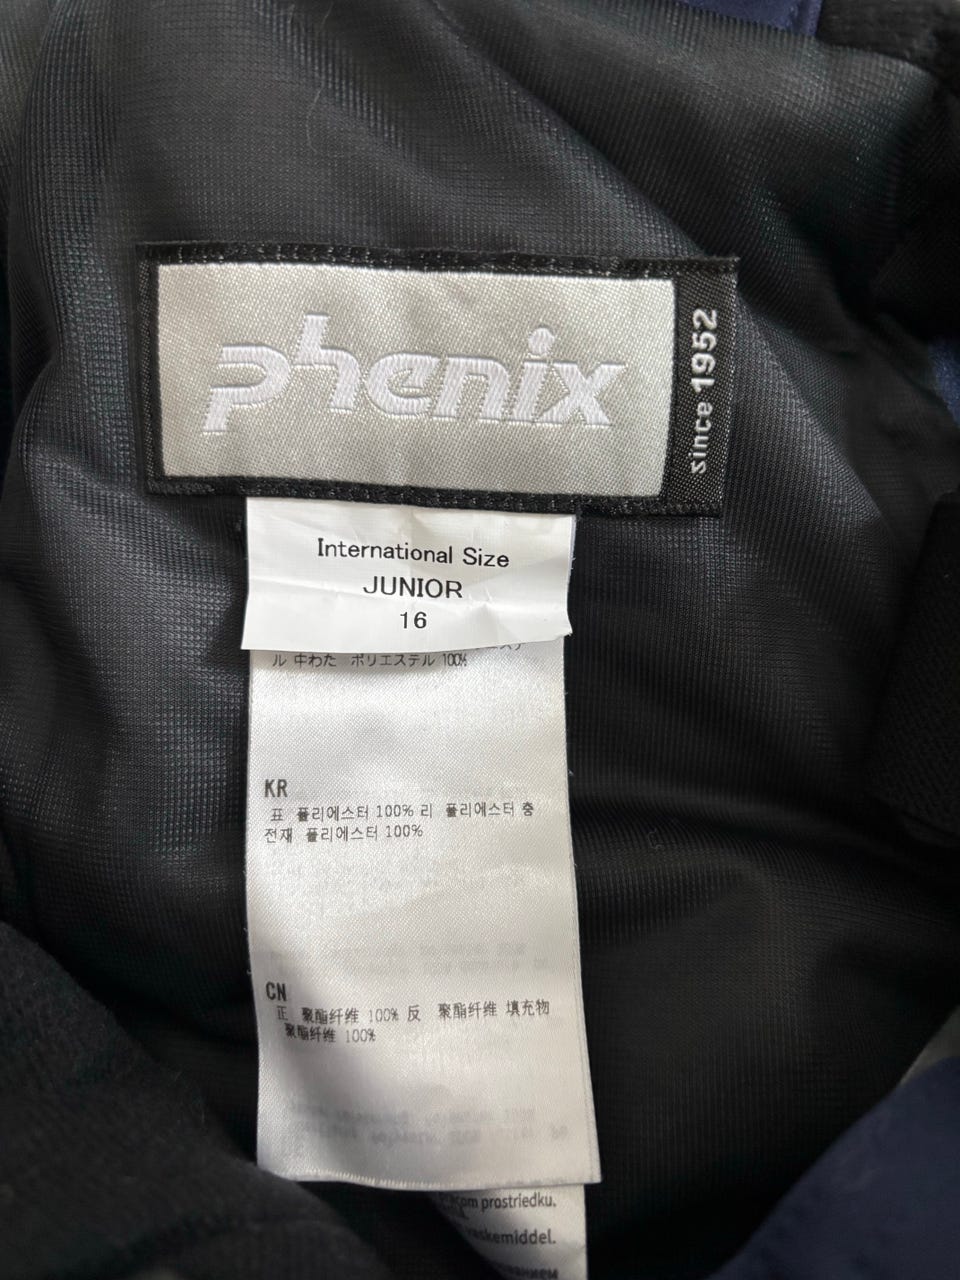 phenix
since 1952
International Size
JUNIOR
16
ル 中わた ポリエステル 100%
KR
표 폴리에스터 100% 리 폴리에스터 충
전재 폴리에스터 100%
CN
正 聚酯纤维 100% 反 聚酯纤维 填充物
聚酯纤维 100%
prostriedku.